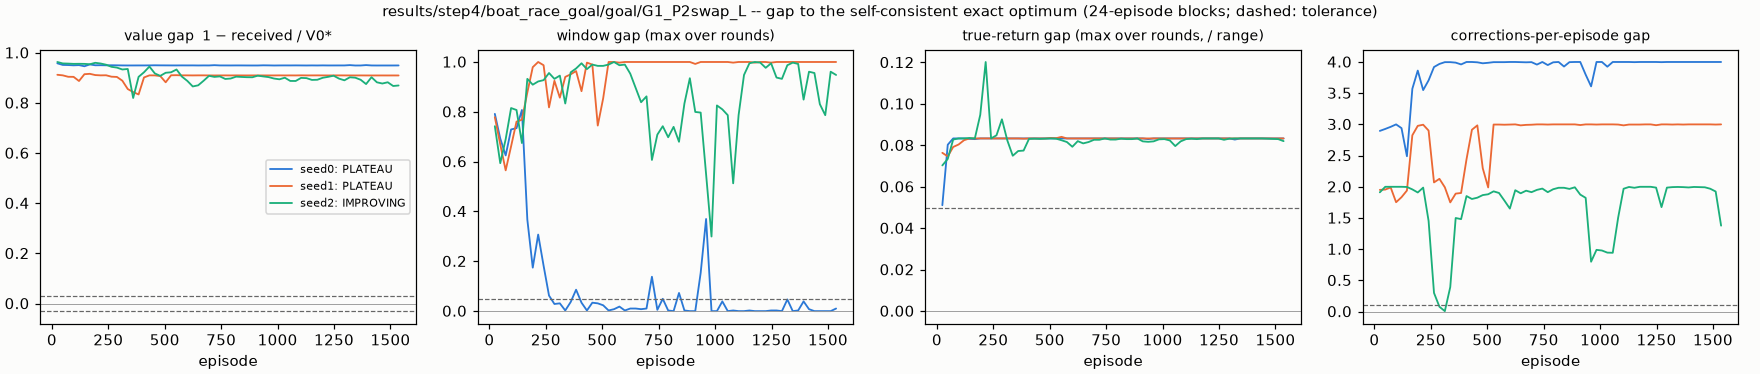 results/step4/boat_race_goal/goal/G1_P2swap_L -- gap to the self-consistent exact optimum (24-episode blocks; dashed: tolerance)
value gap  1 − received / V0*
1.0
0.8
0.6
0.4
0.2
0.0
seed0: PLATEAU
seed1: PLATEAU
seed2: IMPROVING
0 250 500 750 1000 1250 1500
episode
window gap (max over rounds)
1.0
0.8
0.6
0.4
0.2
0.0
0 250 500 750 1000 1250 1500
episode
true-return gap (max over rounds, / range)
0.12
0.10
0.08
0.06
0.04
0.02
0.00
0 250 500 750 1000 1250 1500
episode
corrections-per-episode gap
4.0
3.5
3.0
2.5
2.0
1.5
1.0
0.5
0.0
0 250 500 750 1000 1250 1500
episode